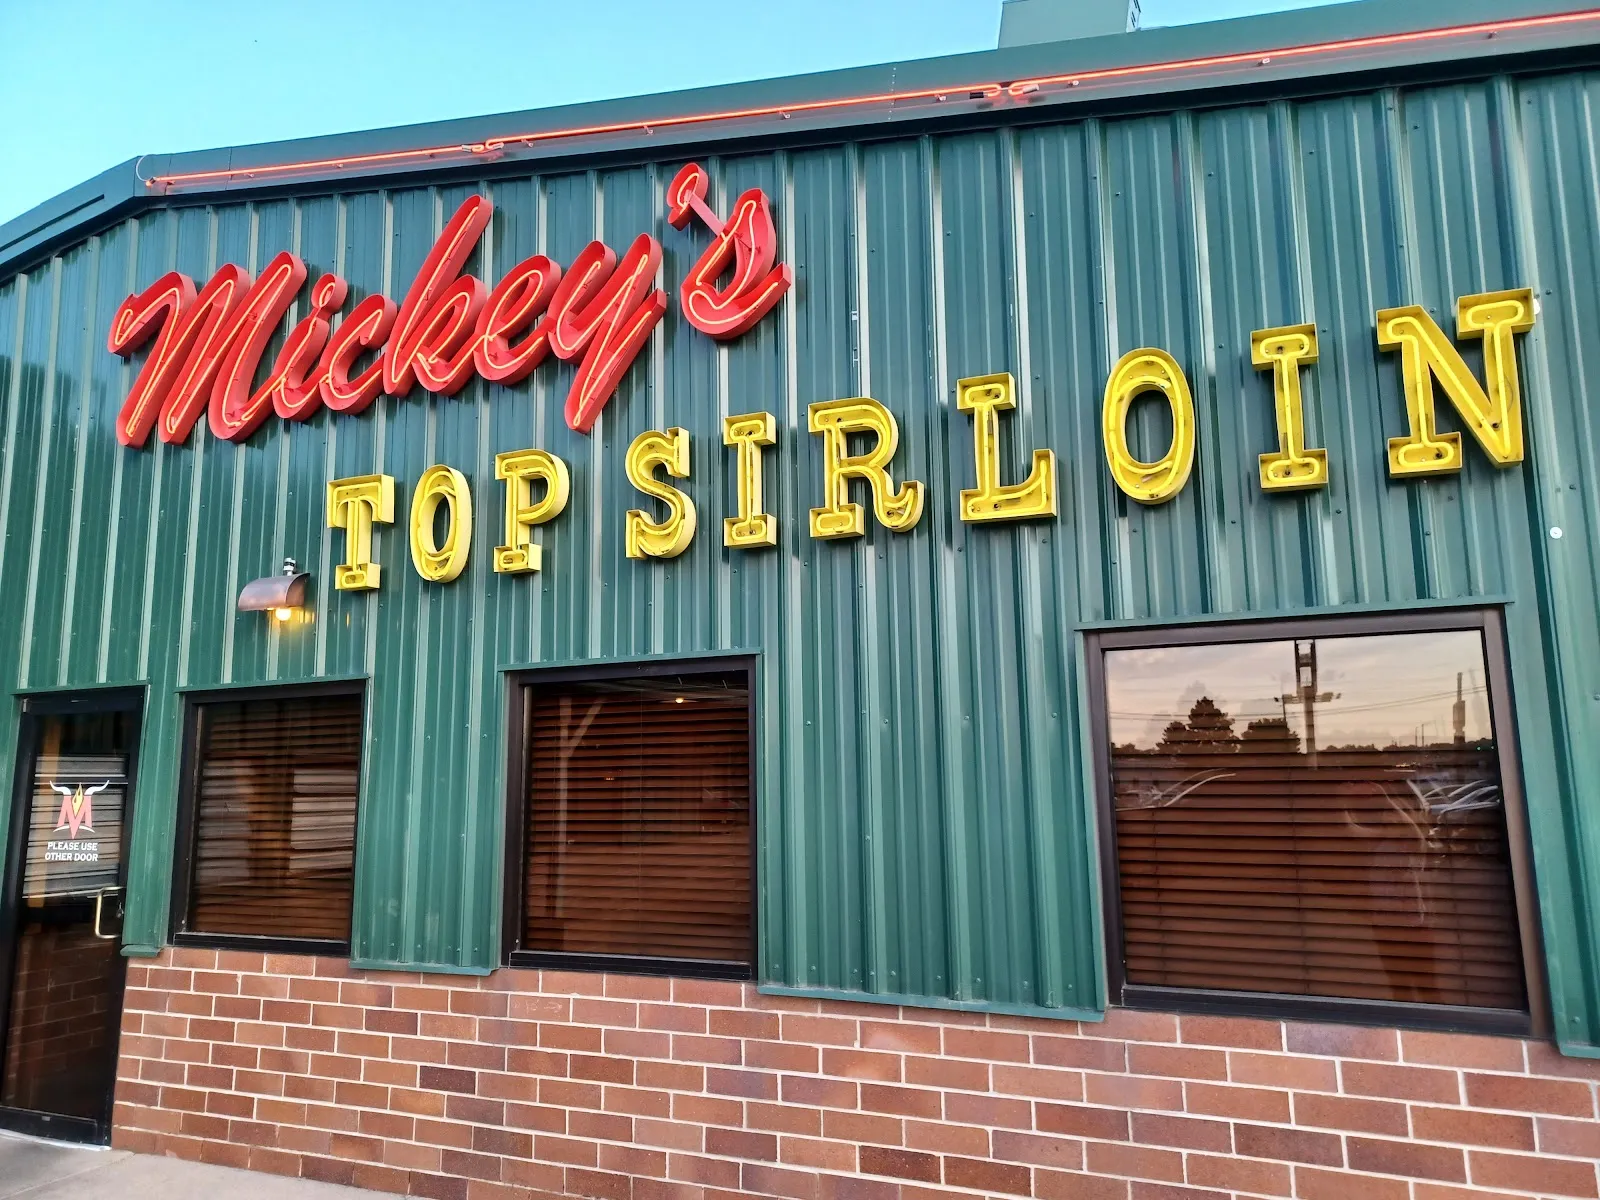 Mickey's
TOP SIRLOIN
M
PLEASE USE
OTHER DOOR